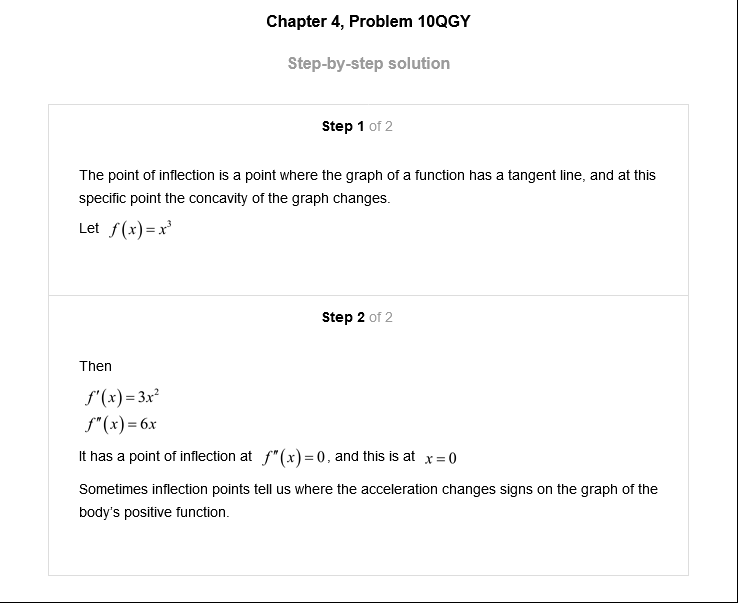 Chapter 4, Problem 10QGY
Step-by-step solution
Step 1 of 2
The point of inflection is a point where the graph of a function has a tangent line, and at this
specific point the concavity of the graph changes.
Let f(x)=x³
Step 2 of 2
Then
f′(x)=3x²
f″(x)=6x
It has a point of inflection at f″(x)=0, and this is at x=0
Sometimes inflection points tell us where the acceleration changes signs on the graph of the
body's positive function.